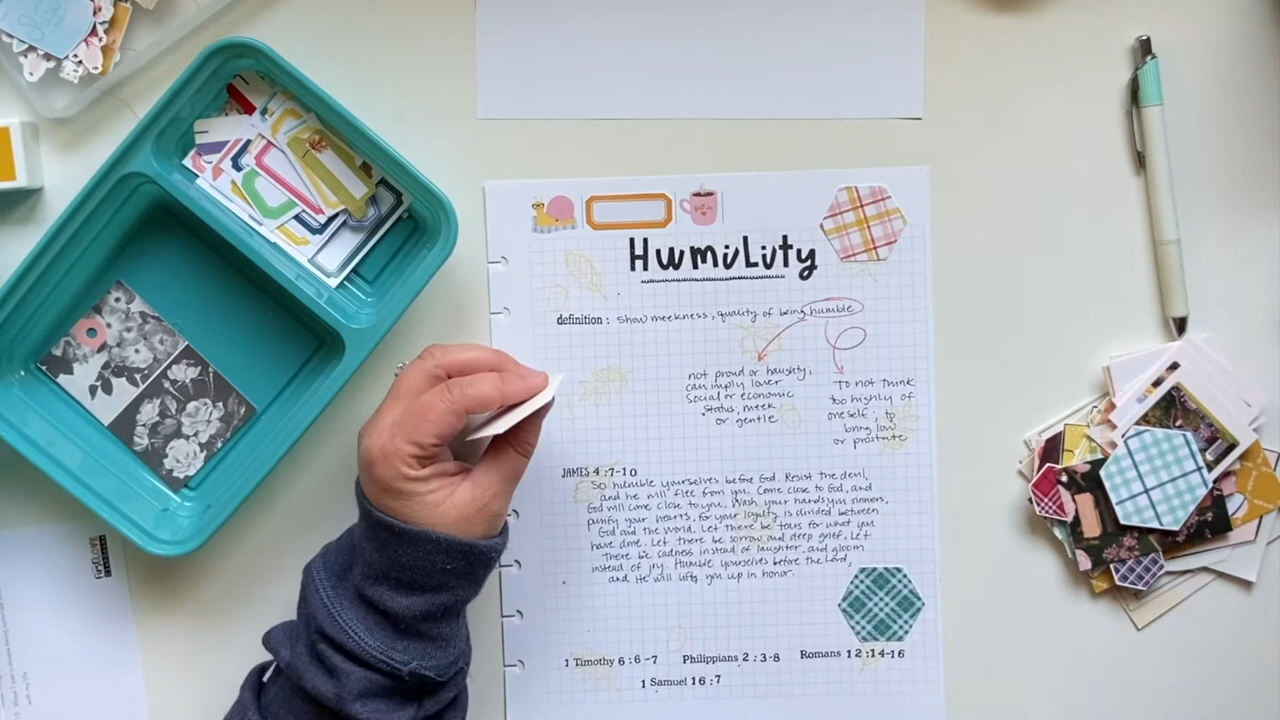 HumiLity
definition : show meekness; quality of being humble
not proud or haughty;
can imply lower
social or economic
status; meek
or gentle
To not think
too highly of
oneself; to
bring low
or prostrate
JAMES 4:7-10
So humble yourselves before God. Resist the devil,
and he will flee from you. Come close to God, and
God will come close to you. Wash your hands you sinners,
purify your hearts, for your loyalty is divided between
God and the world. Let there be tears for what you
have done. Let there be sorrow and deep grief. Let
there be sadness instead of laughter, and gloom
instead of joy. Humble yourselves before the Lord,
and He will lift you up in honor.
1 Timothy 6:6-7 Philippians 2:3-8 Romans 12:14-16
1 Samuel 16:7
FIRST LOVE